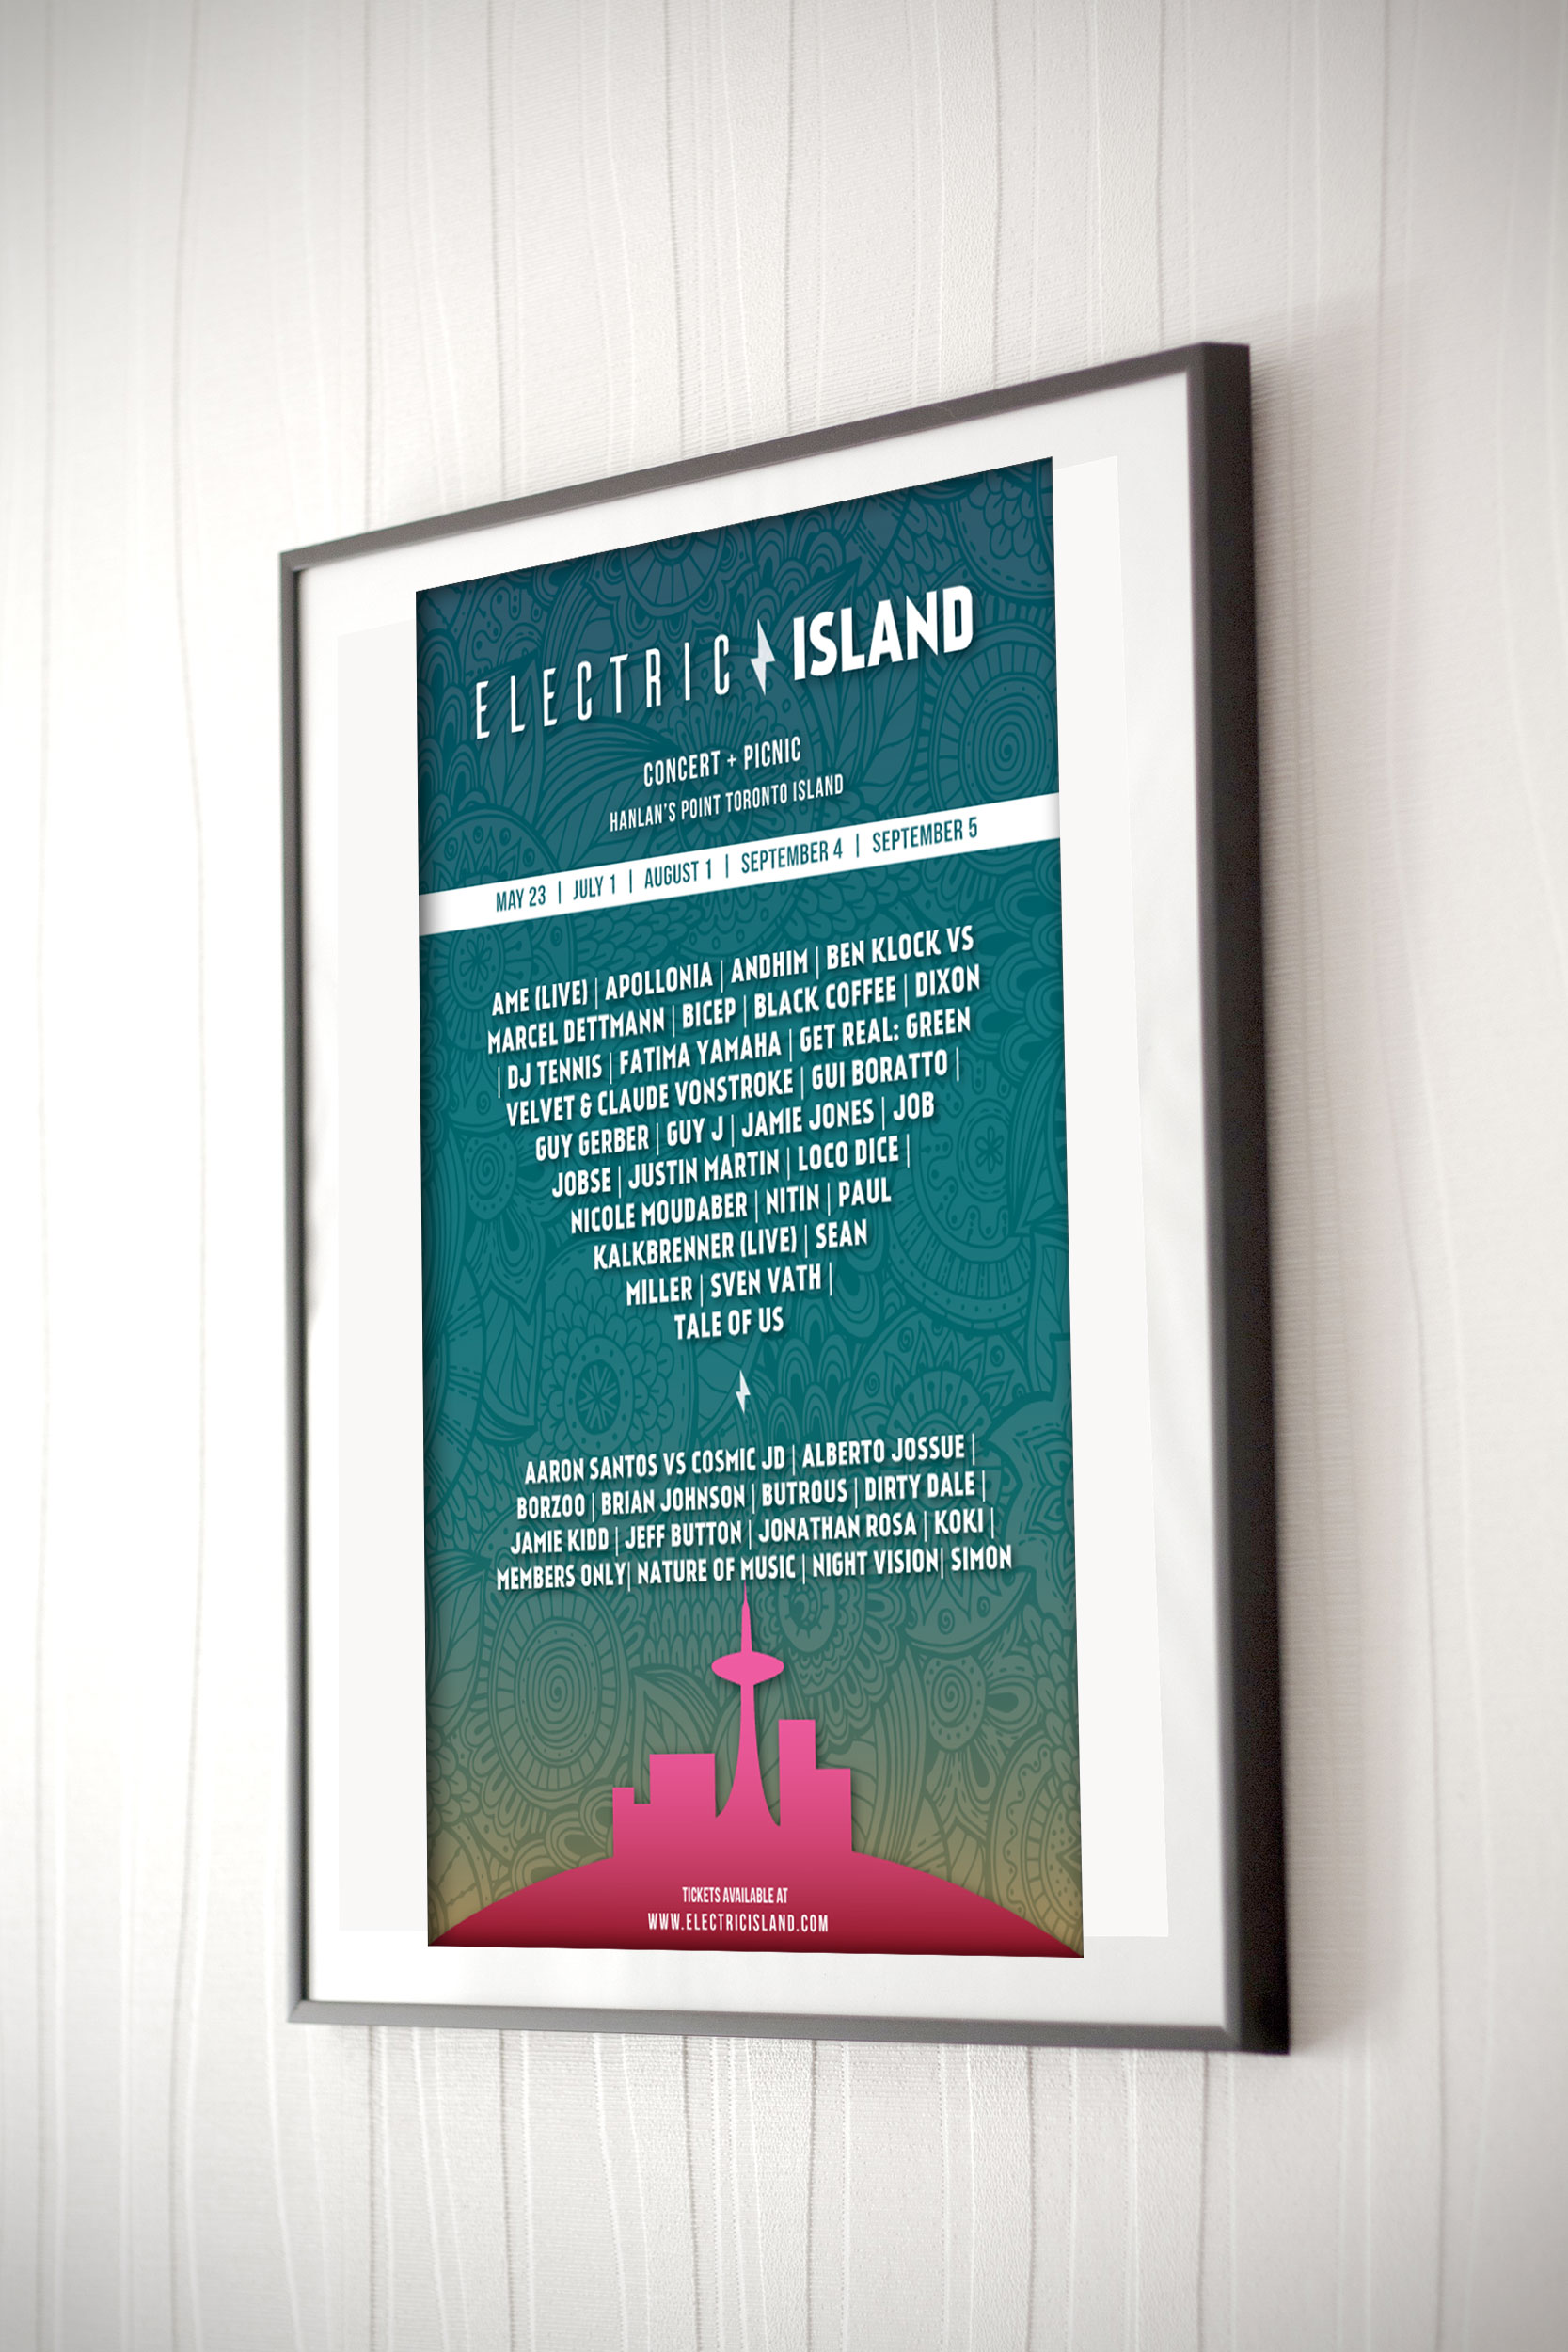 ELECTRIC ISLAND
CONCERT + PICNIC
HANLAN'S POINT TORONTO ISLAND
MAY 23 | JULY 1 | AUGUST 1 | SEPTEMBER 4 | SEPTEMBER 5
AME (LIVE) | APOLLONIA | ANDHIM | BEN KLOCK VS
MARCEL DETTMANN | BICEP | BLACK COFFEE | DIXON
| DJ TENNIS | FATIMA YAMAHA | GET REAL: GREEN
VELVET & CLAUDE VONSTROKE | GUI BORATTO |
GUY GERBER | GUY J | JAMIE JONES | JOB
JOBSE | JUSTIN MARTIN | LOCO DICE |
NICOLE MOUDABER | NITIN | PAUL
KALKBRENNER (LIVE) | SEAN
MILLER | SVEN VATH |
TALE OF US
AARON SANTOS VS COSMIC JD | ALBERTO JOSSUE |
BORZOO | BRIAN JOHNSON | BUTROUS | DIRTY DALE |
JAMIE KIDD | JEFF BUTTON | JONATHAN ROSA | KOKI |
MEMBERS ONLY| NATURE OF MUSIC | NIGHT VISION| SIMON
TICKETS AVAILABLE AT
WWW.ELECTRICISLAND.COM